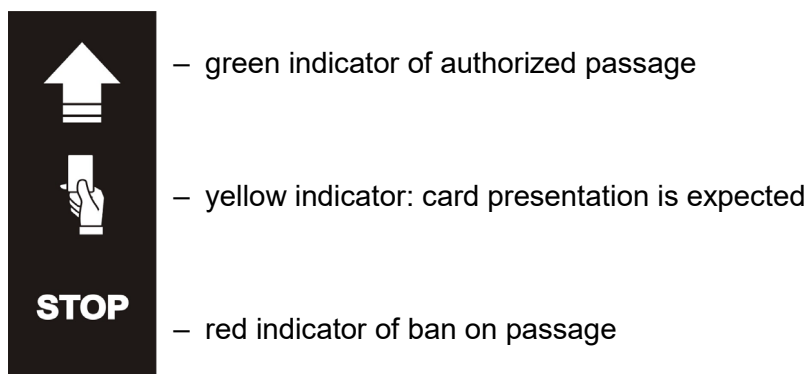 – green indicator of authorized passage
– yellow indicator: card presentation is expected
STOP
– red indicator of ban on passage